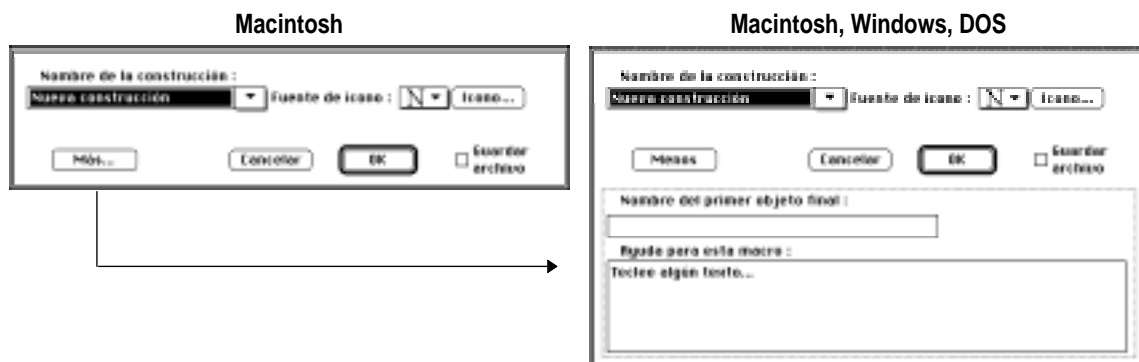 Macintosh
Nombre de la construcción :
Nueva construcción Fuente de icono : Icono...
Más... Cancelar OK Guardar archivo
Macintosh, Windows, DOS
Nombre de la construcción :
Nueva construcción Fuente de icono : Icono...
Menos Cancelar OK Guardar archivo
Nombre del primer objeto final :
Ayuda para esta macro :
Teclee algún texto...